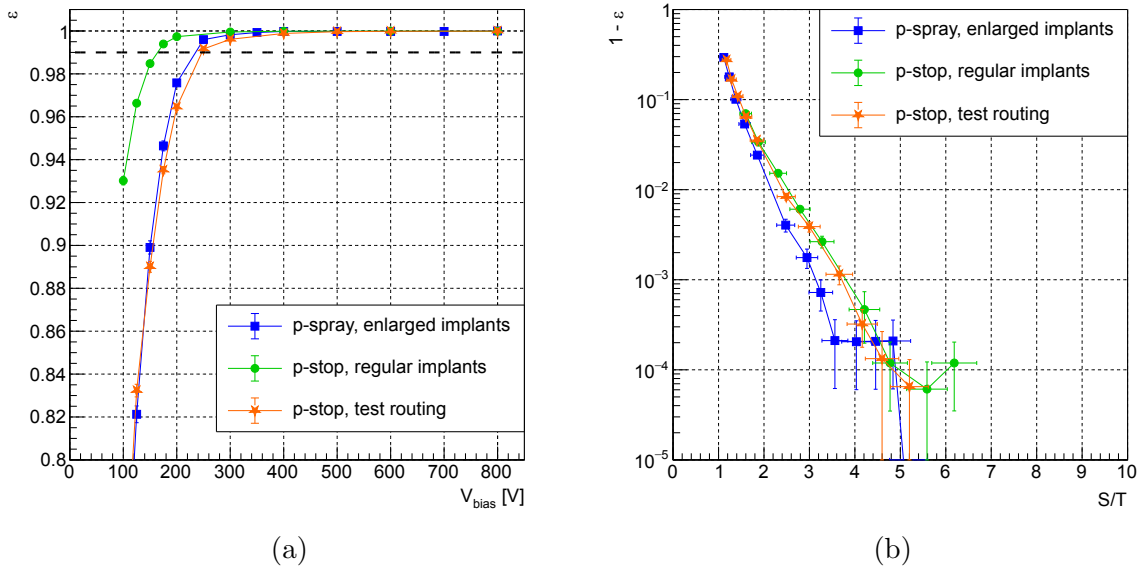 ε
1
0.98
0.96
0.94
0.92
0.9
0.88
0.86
0.84
0.82
0.8
p-spray, enlarged implants
p-stop, regular implants
p-stop, test routing
0 100 200 300 400 500 600 700 800
V_bias [V]
(a)
1 - ε
1
10⁻¹
10⁻²
10⁻³
10⁻⁴
10⁻⁵
p-spray, enlarged implants
p-stop, regular implants
p-stop, test routing
0 1 2 3 4 5 6 7 8 9 10
S/T
(b)